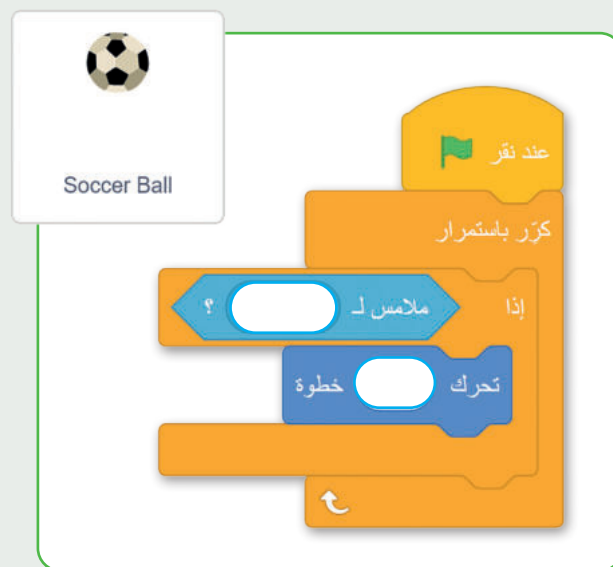 Soccer Ball
عند نقر
كرّر باستمرار
إذا ملامس لـ ؟
تحرك خطوة